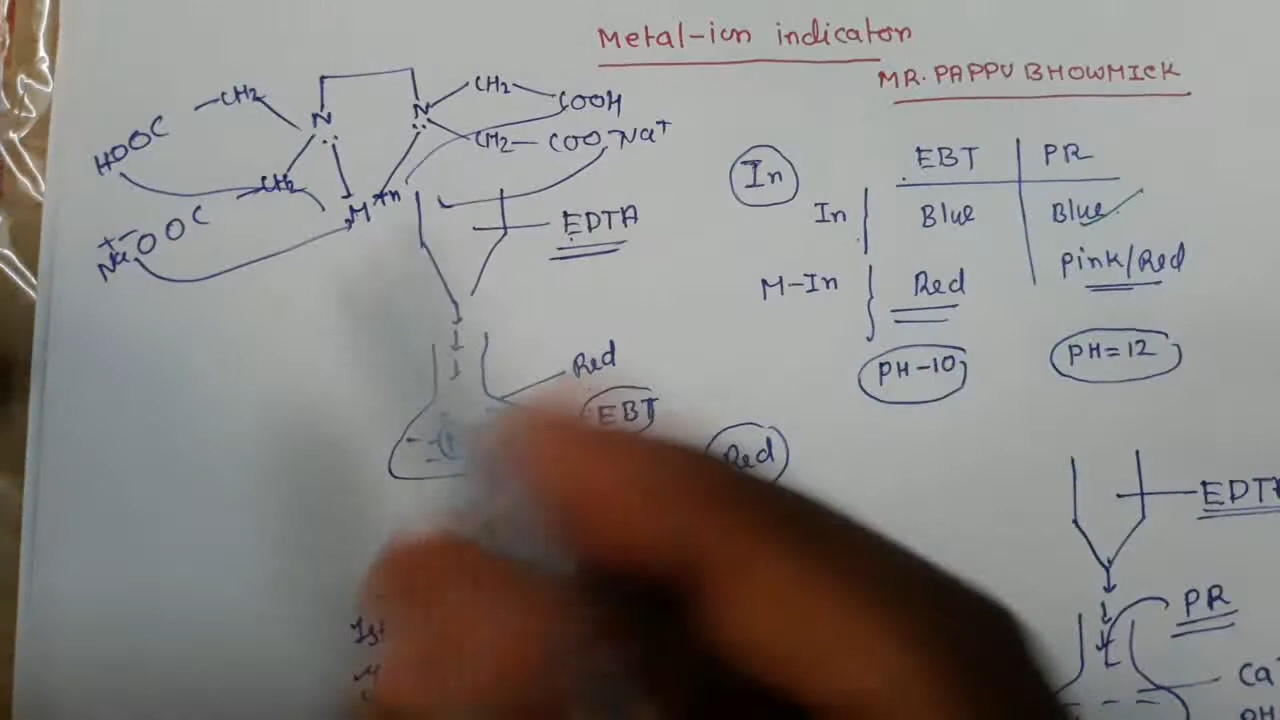 Metal-ion indicator
MR. PAPPU BHOWMICK
CH2
N
N
CH2
COOH
HOOC
CH2
CH2— COO Na+
Na+ -OOC
M+n
EDTA
In
EBT PR
In Blue Blue
M-In Red Pink/Red
PH-10 PH=12
Red
EBT
Red
EDTA
PR
1st
Ca